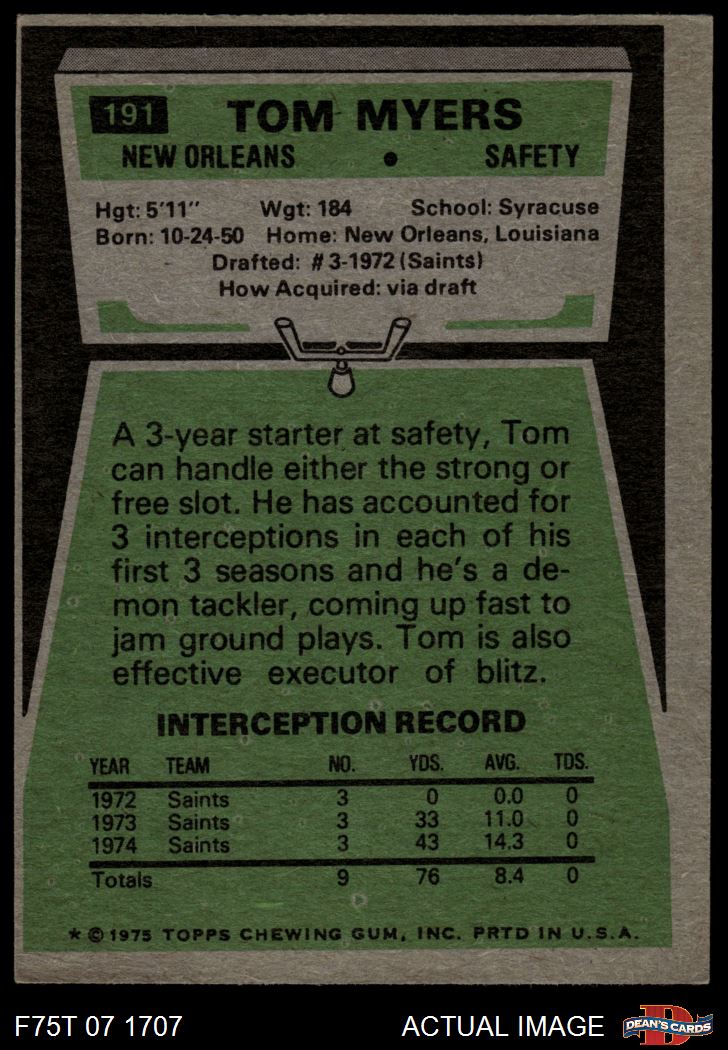 191 TOM MYERS
NEW ORLEANS • SAFETY
Hgt: 5'11" Wgt: 184 School: Syracuse
Born: 10-24-50 Home: New Orleans, Louisiana
Drafted: #3-1972 (Saints)
How Acquired: via draft
A 3-year starter at safety, Tom
can handle either the strong or
free slot. He has accounted for
3 interceptions in each of his
first 3 seasons and he's a de-
mon tackler, coming up fast to
jam ground plays. Tom is also
effective executor of blitz.
INTERCEPTION RECORD
YEAR TEAM NO. YDS. AVG. TDS.
1972 Saints 3 0 0.0 0
1973 Saints 3 33 11.0 0
1974 Saints 3 43 14.3 0
Totals 9 76 8.4 0
* © 1975 TOPPS CHEWING GUM, INC. PRTD IN U.S.A.
F75T 07 1707 ACTUAL IMAGE D DEAN'S CARDS